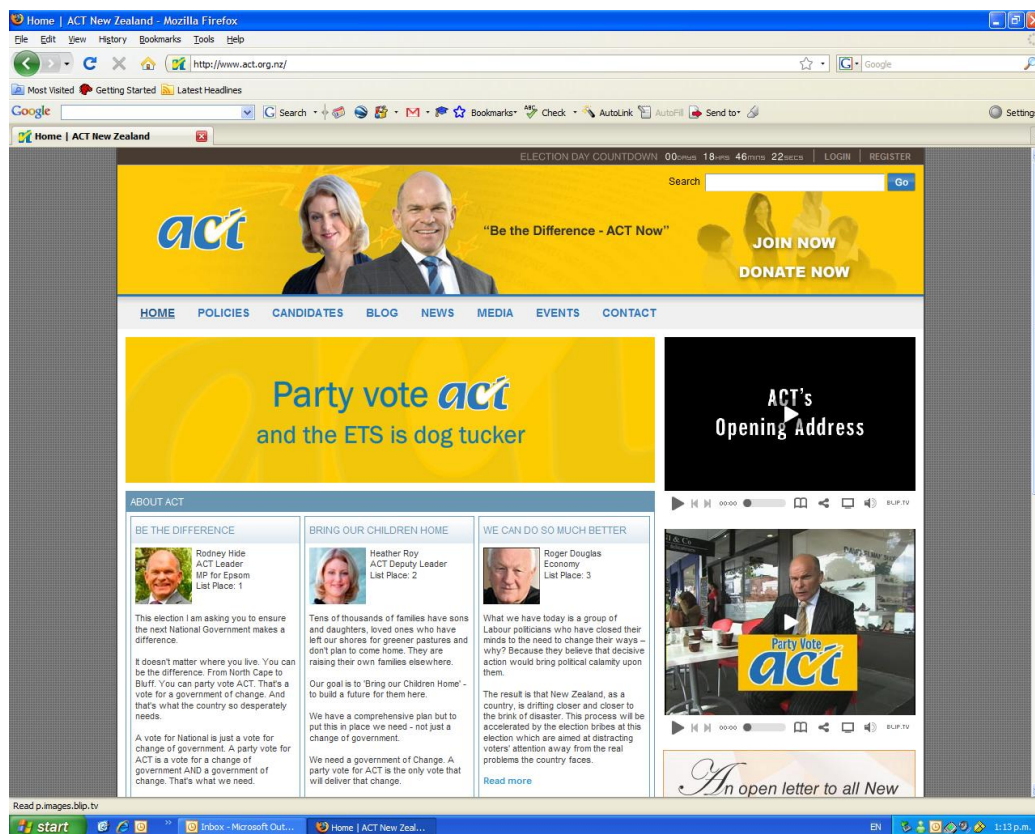 Home | ACT New Zealand - Mozilla Firefox
File Edit View History Bookmarks Tools Help
http://www.act.org.nz/
G Google
Most Visited Getting Started Latest Headlines
Google G Search Bookmarks Check AutoLink AutoFill Send to Settings
Home | ACT New Zealand
ELECTION DAY COUNTDOWN 00DAYS 18HRS 46MINS 22SECS | LOGIN | REGISTER
Search Go
act
"Be the Difference - ACT Now"
JOIN NOW
DONATE NOW
HOME POLICIES CANDIDATES BLOG NEWS MEDIA EVENTS CONTACT
Party vote act
and the ETS is dog tucker
ABOUT ACT
BE THE DIFFERENCE
Rodney Hide
ACT Leader
MP for Epsom
List Place: 1
This election I am asking you to ensure
the next National Government makes a
difference.
It doesn't matter where you live. You can
be the difference. From North Cape to
Bluff. You can party vote ACT. That's a
vote for a government of change. And
that's what the country so desperately
needs.
A vote for National is just a vote for
change of government. A party vote for
ACT is a vote for a change of
government AND a government of
change. That's what we need.
BRING OUR CHILDREN HOME
Heather Roy
ACT Deputy Leader
List Place: 2
Tens of thousands of families have sons
and daughters, loved ones who have
left our shores for greener pastures and
don't plan to come home. They are
raising their own families elsewhere.
Our goal is to 'Bring our Children Home' -
to build a future for them here.
We have a comprehensive plan but to
put this in place we need - not just a
change of government.
We need a government of Change. A
party vote for ACT is the only vote that
will deliver that change.
WE CAN DO SO MUCH BETTER
Roger Douglas
Economy
List Place: 3
What we have today is a group of
Labour politicians who have closed their
minds to the need to change their ways –
why? Because they believe that decisive
action would bring political calamity upon
them.
The result is that New Zealand, as a
country, is drifting closer and closer to
the brink of disaster. This process will be
accelerated by the election bribes at this
election which are aimed at distracting
voters' attention away from the real
problems the country faces.
Read more
ACT's
Opening Address
00:00 BLIP.TV
Party Vote
act
00:00 BLIP.TV
An open letter to all New
Read p.images.blip.tv
start Inbox - Microsoft Out... Home | ACT New Zeal... EN 1:13 p.m.